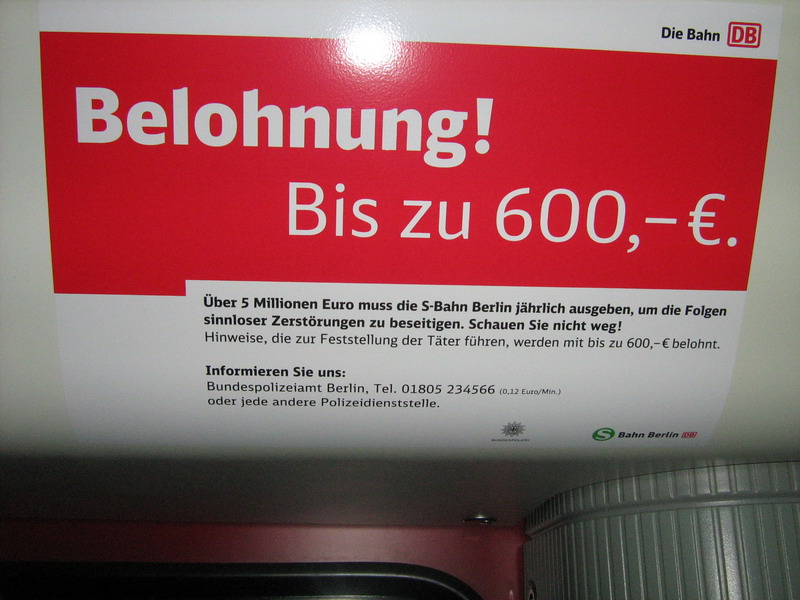 Die Bahn DB
Belohnung!
Bis zu 600,– €.
Über 5 Millionen Euro muss die S-Bahn Berlin jährlich ausgeben, um die Folgen
sinnloser Zerstörungen zu beseitigen. Schauen Sie nicht weg!
Hinweise, die zur Feststellung der Täter führen, werden mit bis zu 600,– € belohnt.
Informieren Sie uns:
Bundespolizeiamt Berlin, Tel. 01805 234566 (0,12 Euro/Min.)
oder jede andere Polizeidienststelle.
BUNDESPOLIZEI
S Bahn Berlin DB